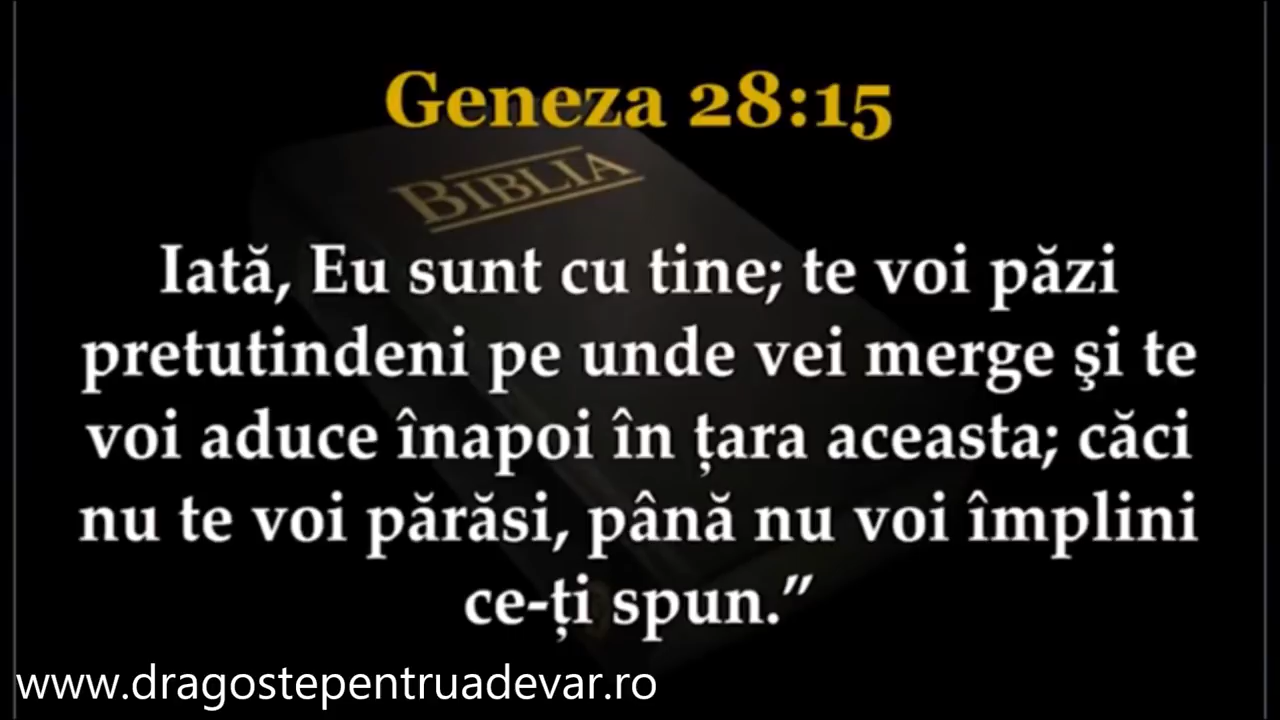 Geneza 28:15
BIBLIA
Iată, Eu sunt cu tine; te voi păzi
pretutindeni pe unde vei merge şi te
voi aduce înapoi în țara aceasta; căci
nu te voi părăsi, până nu voi împlini
ce-ți spun.”
www.dragostepentruadevar.ro